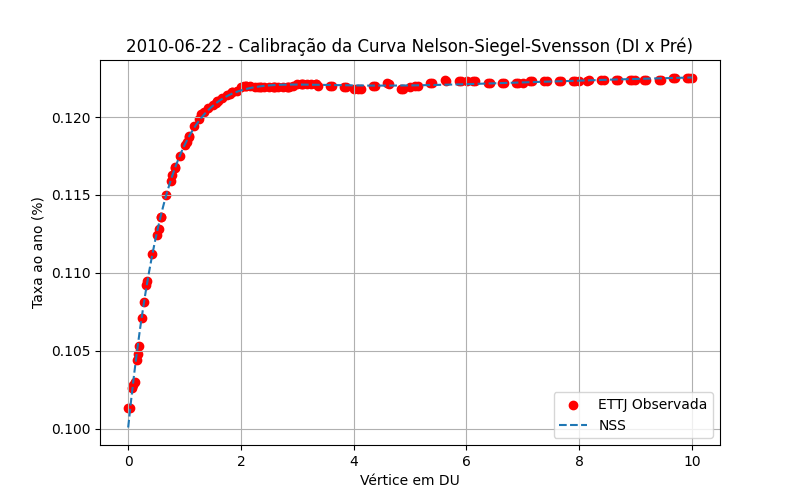 2010-06-22 - Calibração da Curva Nelson-Siegel-Svensson (DI x Pré)
Taxa ao ano (%)
0.120
0.115
0.110
0.105
0.100
ETTJ Observada
NSS
0 2 4 6 8 10
Vértice em DU